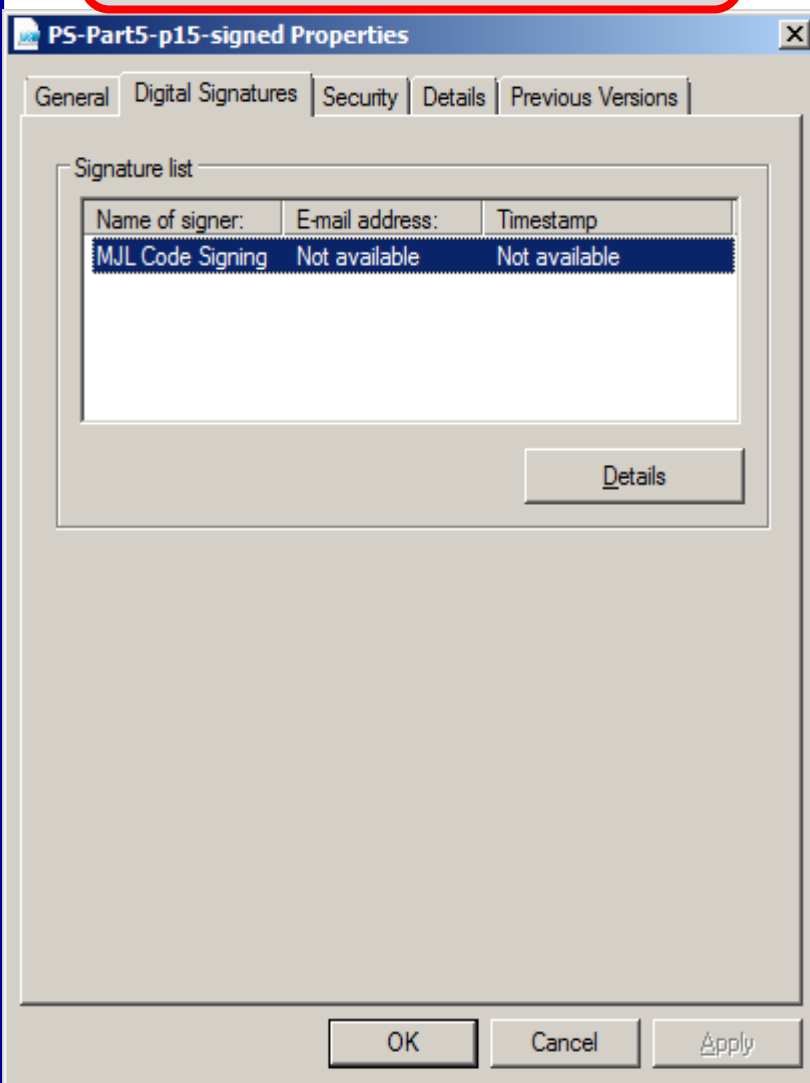 PS-Part5-p15-signed Properties
General Digital Signatures Security Details Previous Versions
Signature list
Name of signer: E-mail address: Timestamp
MJL Code Signing Not available Not available
Details
OK Cancel Apply